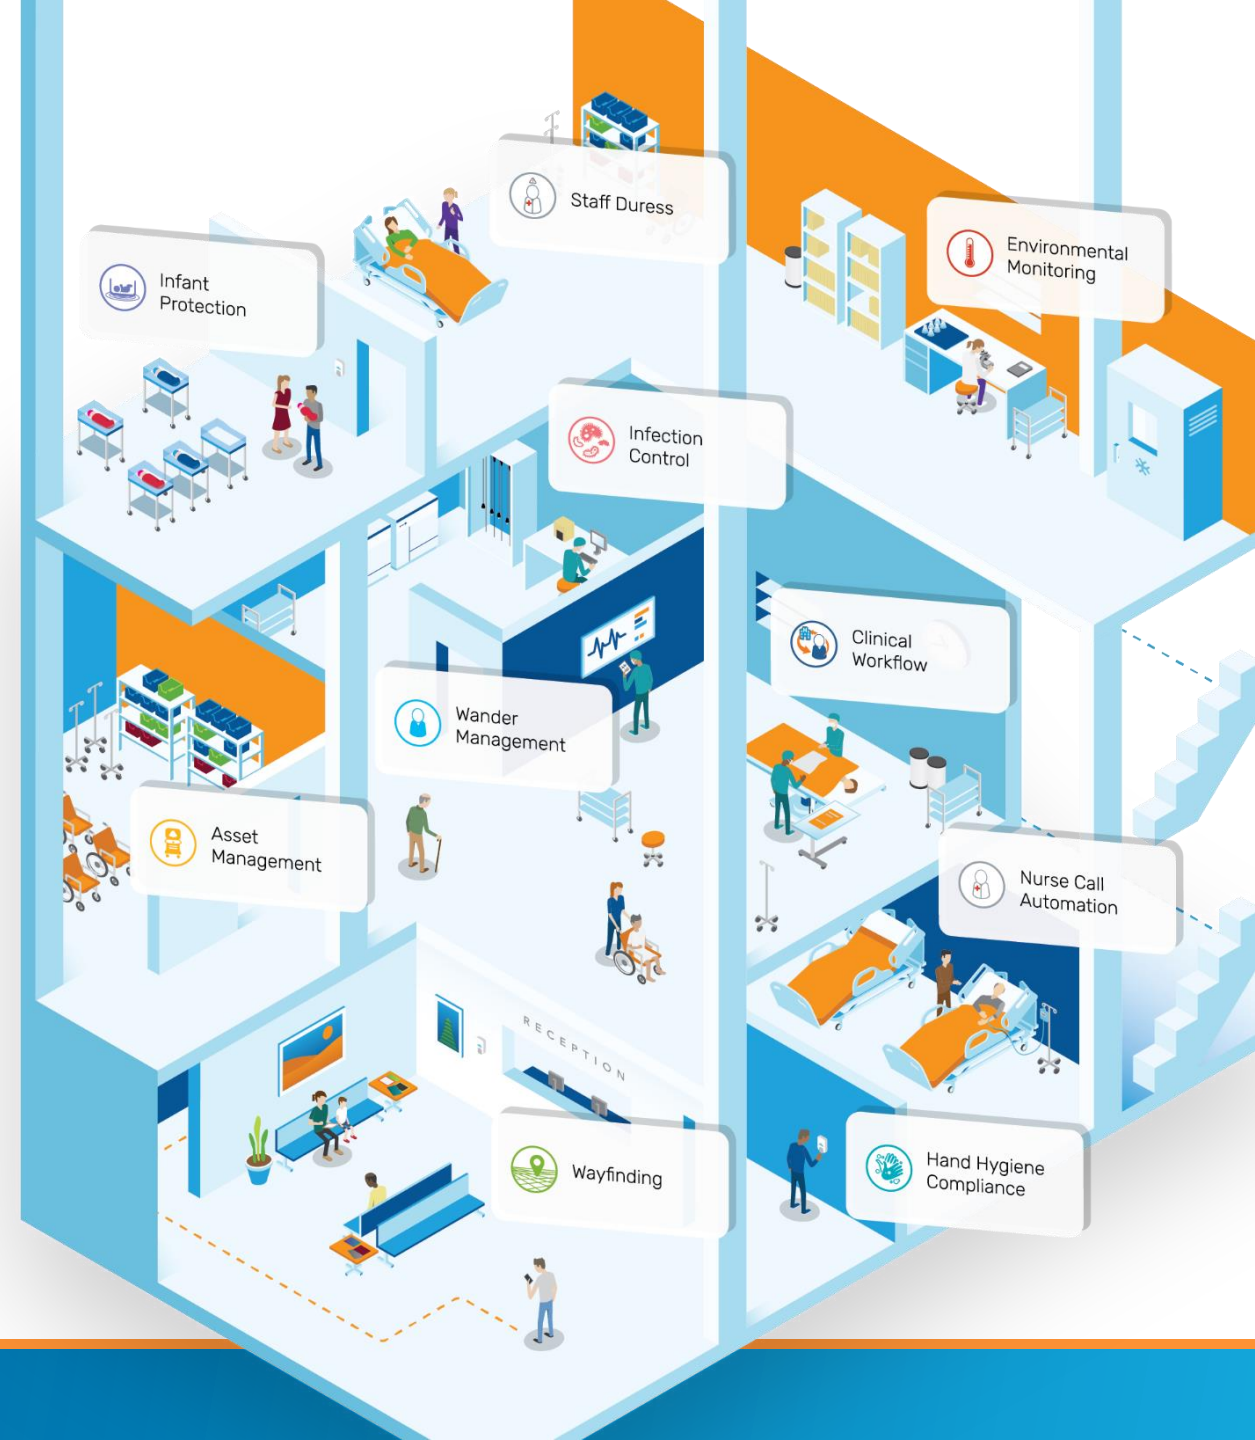 Staff Duress
Environmental
Monitoring
Infant
Protection
Infection
Control
Clinical
Workflow
Wander
Management
Asset
Management
Nurse Call
Automation
RECEPTION
Wayfinding
Hand Hygiene
Compliance